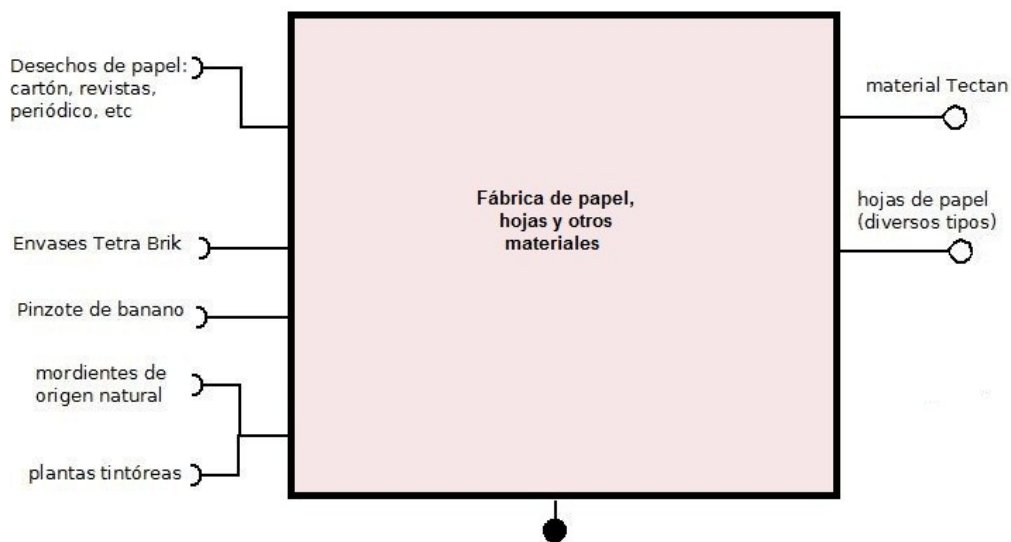 Desechos de papel:
cartón, revistas,
periódico, etc
Envases Tetra Brik
Pinzote de banano
mordientes de
origen natural
plantas tintóreas
Fábrica de papel,
hojas y otros
materiales
material Tectan
hojas de papel
(diversos tipos)